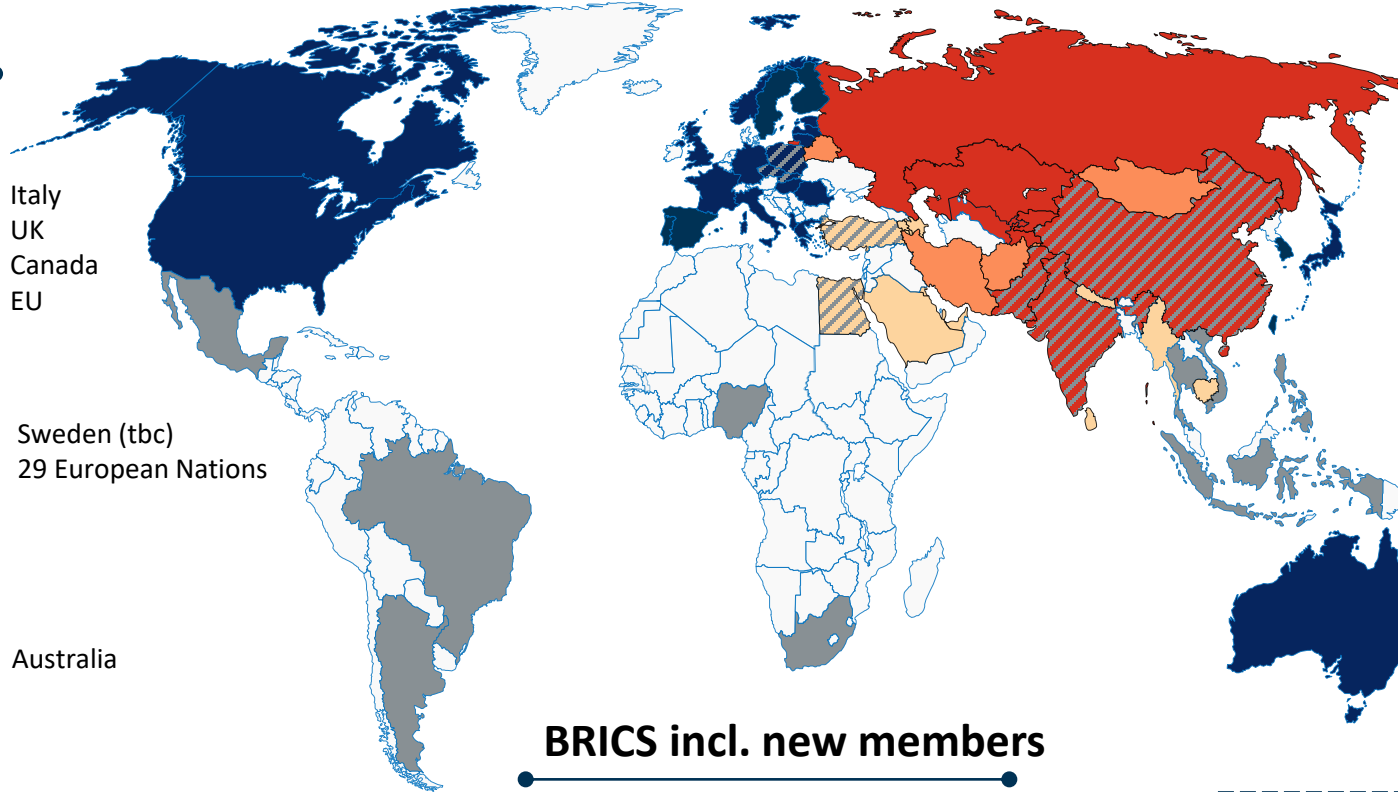 Italy
UK
Canada
EU
Sweden (tbc)
29 European Nations
Australia
BRICS incl. new members